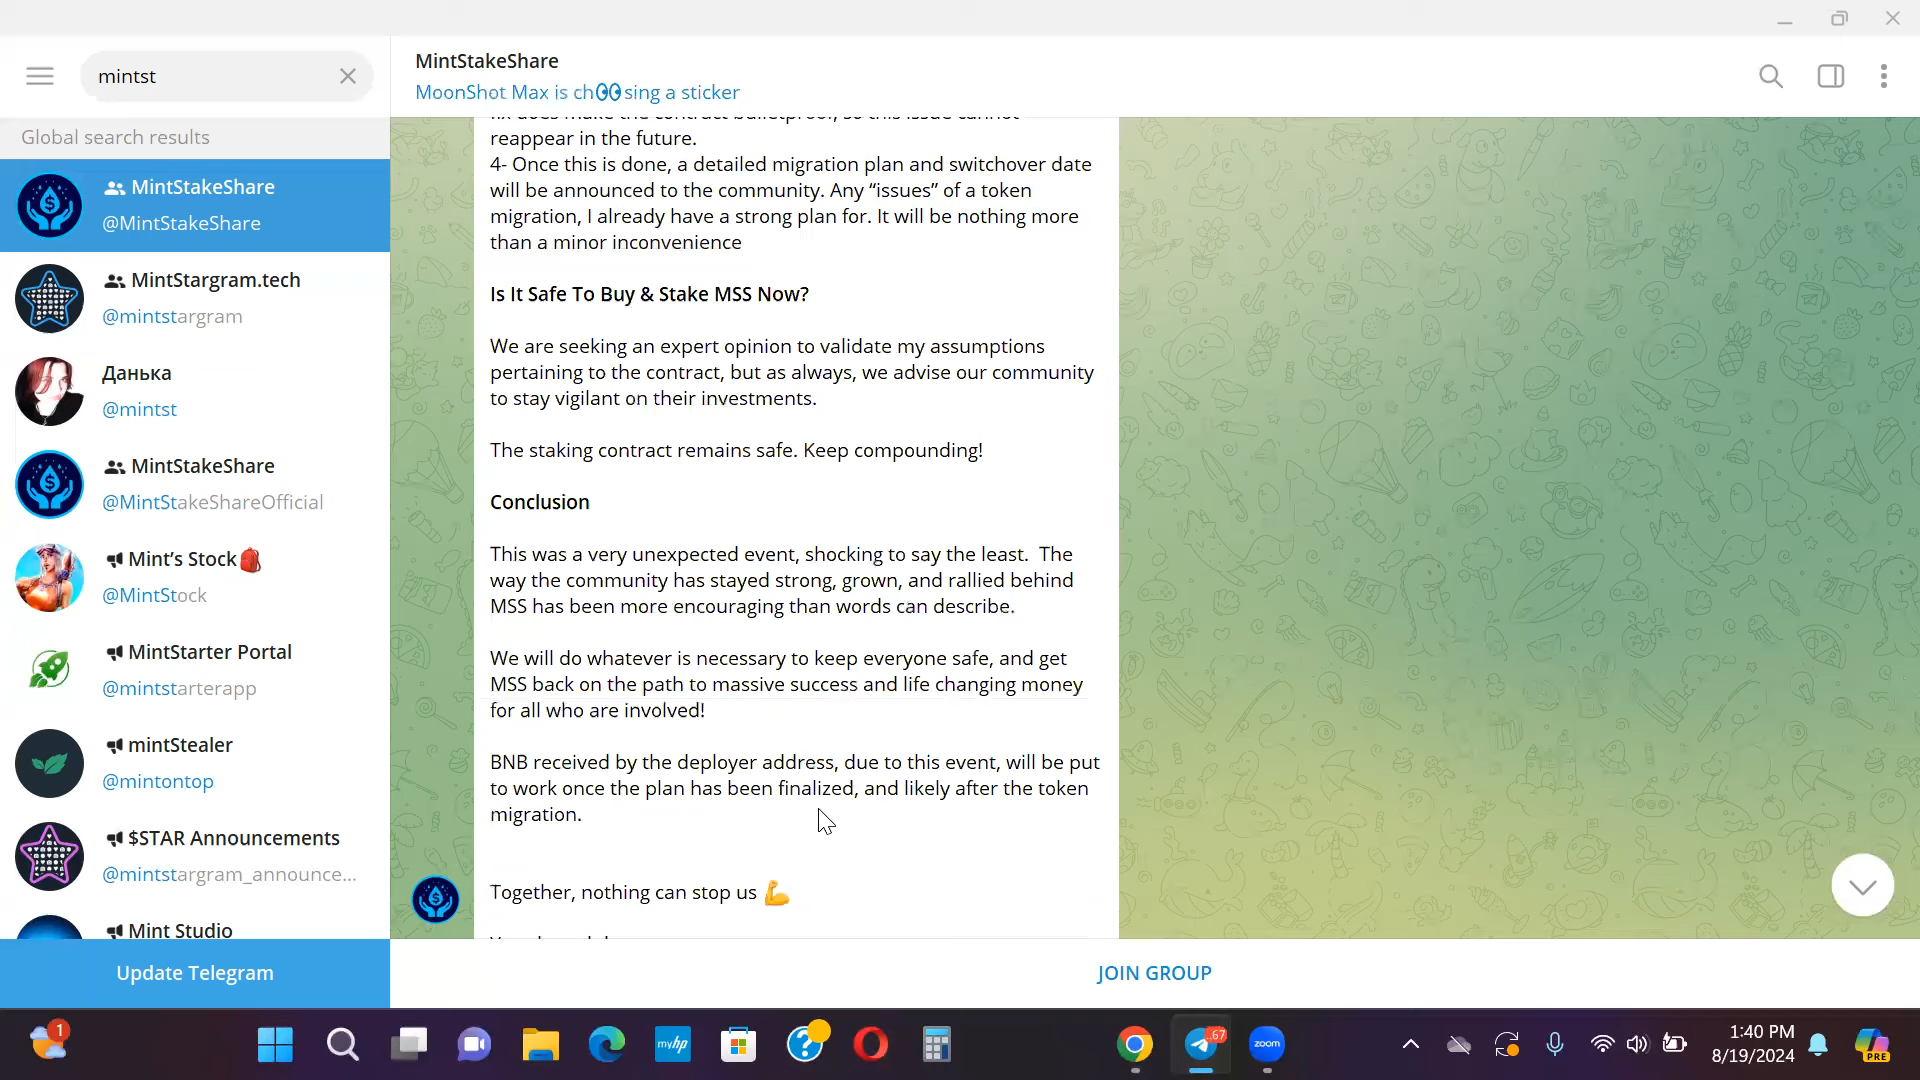 mintst
Global search results
MintStakeShare
@MintStakeShare
MintStargram.tech
@mintstargram
Данька
@mintst
MintStakeShare
@MintStakeShareOfficial
Mint’s Stock🎒
@MintStock
MintStarter Portal
@mintstarterapp
mintStealer
@mintontop
$STAR Announcements
@mintstargram_announce...
Mint Studio
Update Telegram
MintStakeShare
MoonShot Max is ch👀sing a sticker
reappear in the future.
4- Once this is done, a detailed migration plan and switchover date
will be announced to the community. Any “issues” of a token
migration, I already have a strong plan for. It will be nothing more
than a minor inconvenience
Is It Safe To Buy & Stake MSS Now?
We are seeking an expert opinion to validate my assumptions
pertaining to the contract, but as always, we advise our community
to stay vigilant on their investments.
The staking contract remains safe. Keep compounding!
Conclusion
This was a very unexpected event, shocking to say the least.  The
way the community has stayed strong, grown, and rallied behind
MSS has been more encouraging than words can describe.
We will do whatever is necessary to keep everyone safe, and get
MSS back on the path to massive success and life changing money
for all who are involved!
BNB received by the deployer address, due to this event, will be put
to work once the plan has been finalized, and likely after the token
migration.
Together, nothing can stop us 💪
JOIN GROUP
1
myhp
..67
zoom
1:40 PM
8/19/2024
PRE